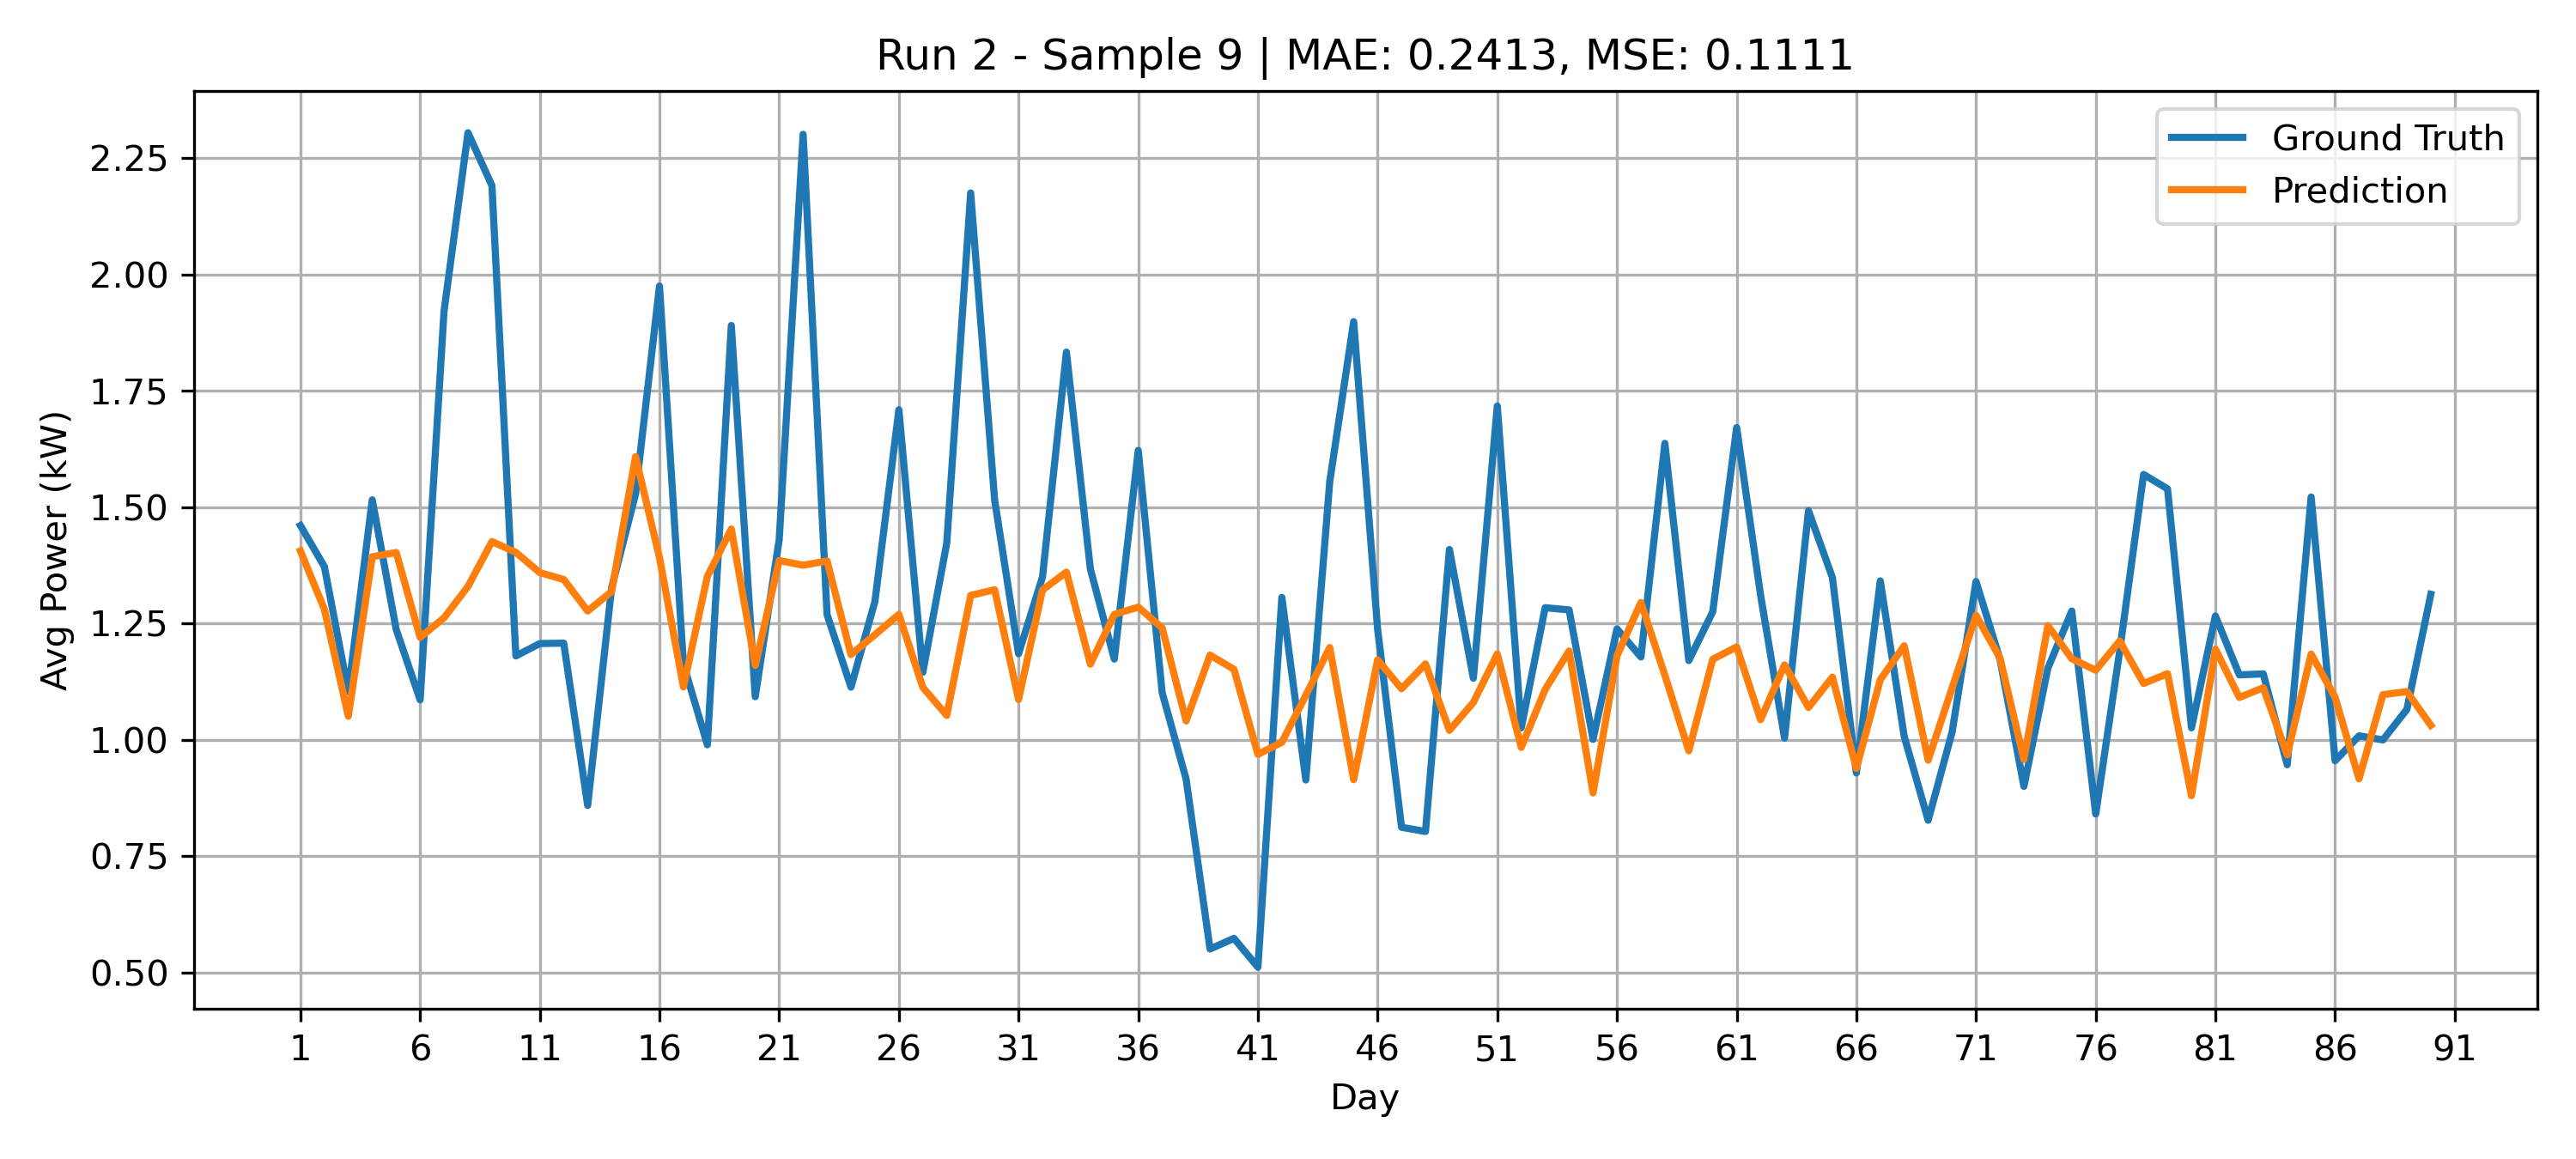 Run 2 - Sample 9 | MAE: 0.2413, MSE: 0.1111
Ground Truth
Prediction
Avg Power (kW)
2.25
2.00
1.75
1.50
1.25
1.00
0.75
0.50
1 6 11 16 21 26 31 36 41 46 51 56 61 66 71 76 81 86 91
Day